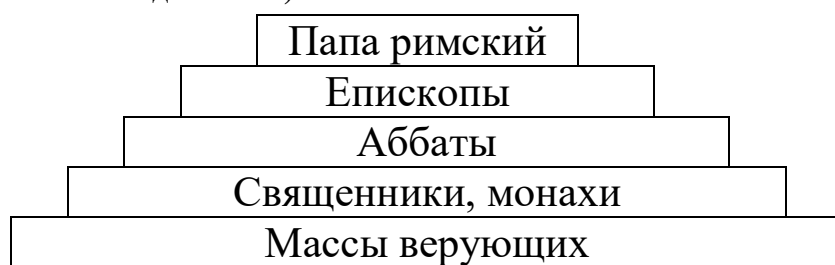 Папа римский
Епископы
Аббаты
Священники, монахи
Массы верующих